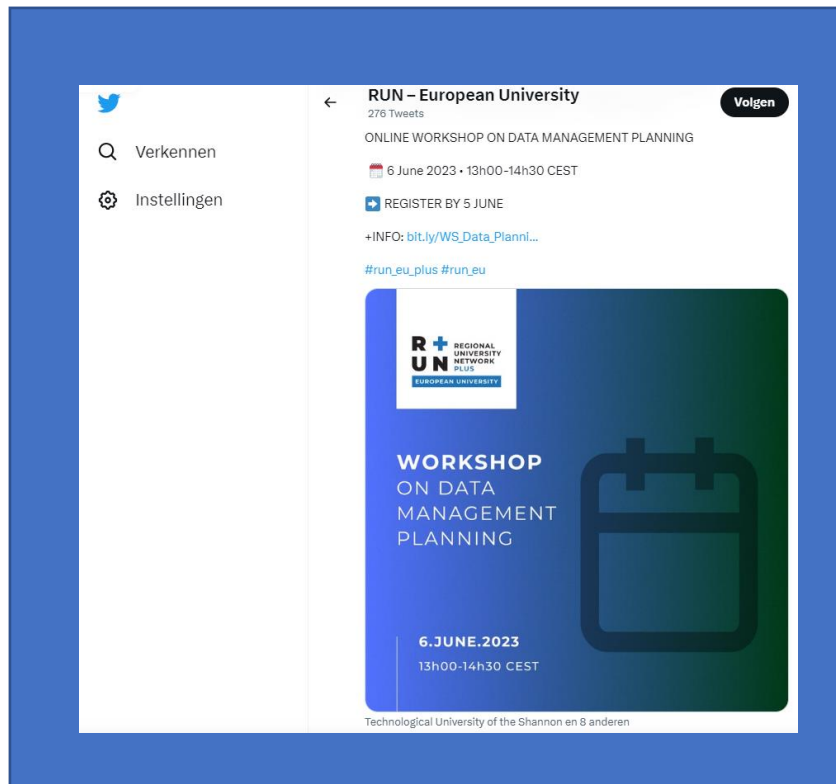 RUN – European University
276 Tweets
Volgen
Verkennen
Instellingen
ONLINE WORKSHOP ON DATA MANAGEMENT PLANNING
6 June 2023 • 13h00-14h30 CEST
REGISTER BY 5 JUNE
+INFO: bit.ly/WS_Data_Planni...
#run_eu_plus #run_eu
R+UN
REGIONAL
UNIVERSITY
NETWORK
PLUS
EUROPEAN UNIVERSITY
WORKSHOP
ON DATA
MANAGEMENT
PLANNING
6.JUNE.2023
13h00-14h30 CEST
Technological University of the Shannon en 8 anderen